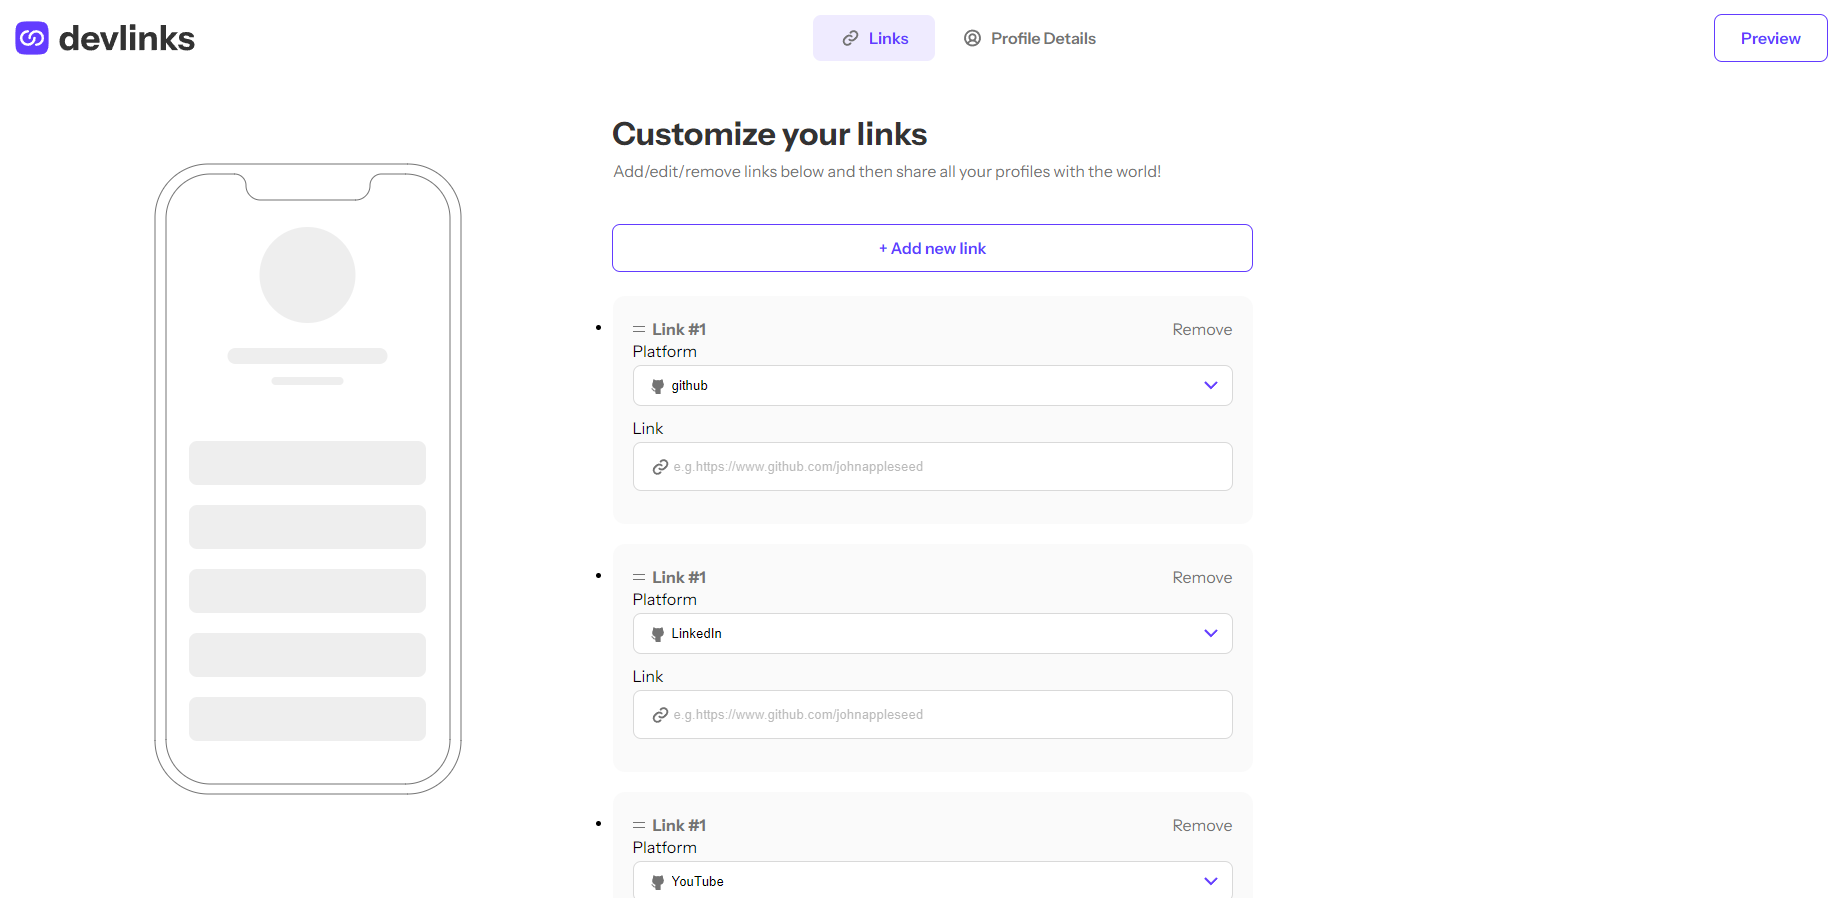 devlinks
Links
Profile Details
Preview
Customize your links
Add/edit/remove links below and then share all your profiles with the world!
+ Add new link
Link #1
Remove
Platform
github
Link
e.g.https://www.github.com/johnappleseed
Link #1
Remove
Platform
LinkedIn
Link
e.g.https://www.github.com/johnappleseed
Link #1
Remove
Platform
YouTube